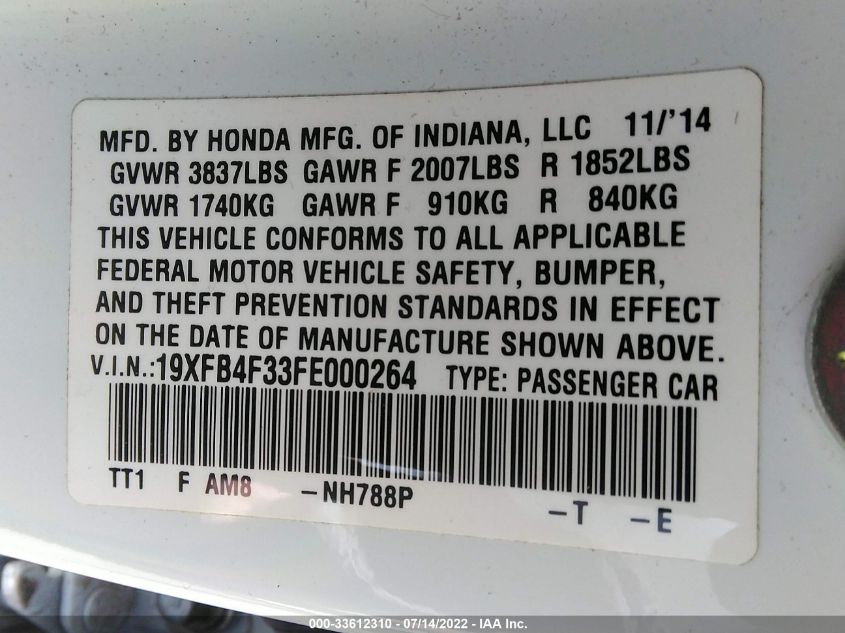 MFD. BY HONDA MFG. OF INDIANA, LLC 11/'14
GVWR 3837LBS GAWR F 2007LBS R 1852LBS
GVWR 1740KG GAWR F 910KG R 840KG
THIS VEHICLE CONFORMS TO ALL APPLICABLE
FEDERAL MOTOR VEHICLE SAFETY, BUMPER,
AND THEFT PREVENTION STANDARDS IN EFFECT
ON THE DATE OF MANUFACTURE SHOWN ABOVE.
V.I.N.:19XFB4F33FE000264 TYPE: PASSENGER CAR
TT1 F AM8 -NH788P -T -E
000-33612310 - 07/14/2022 - IAA Inc.